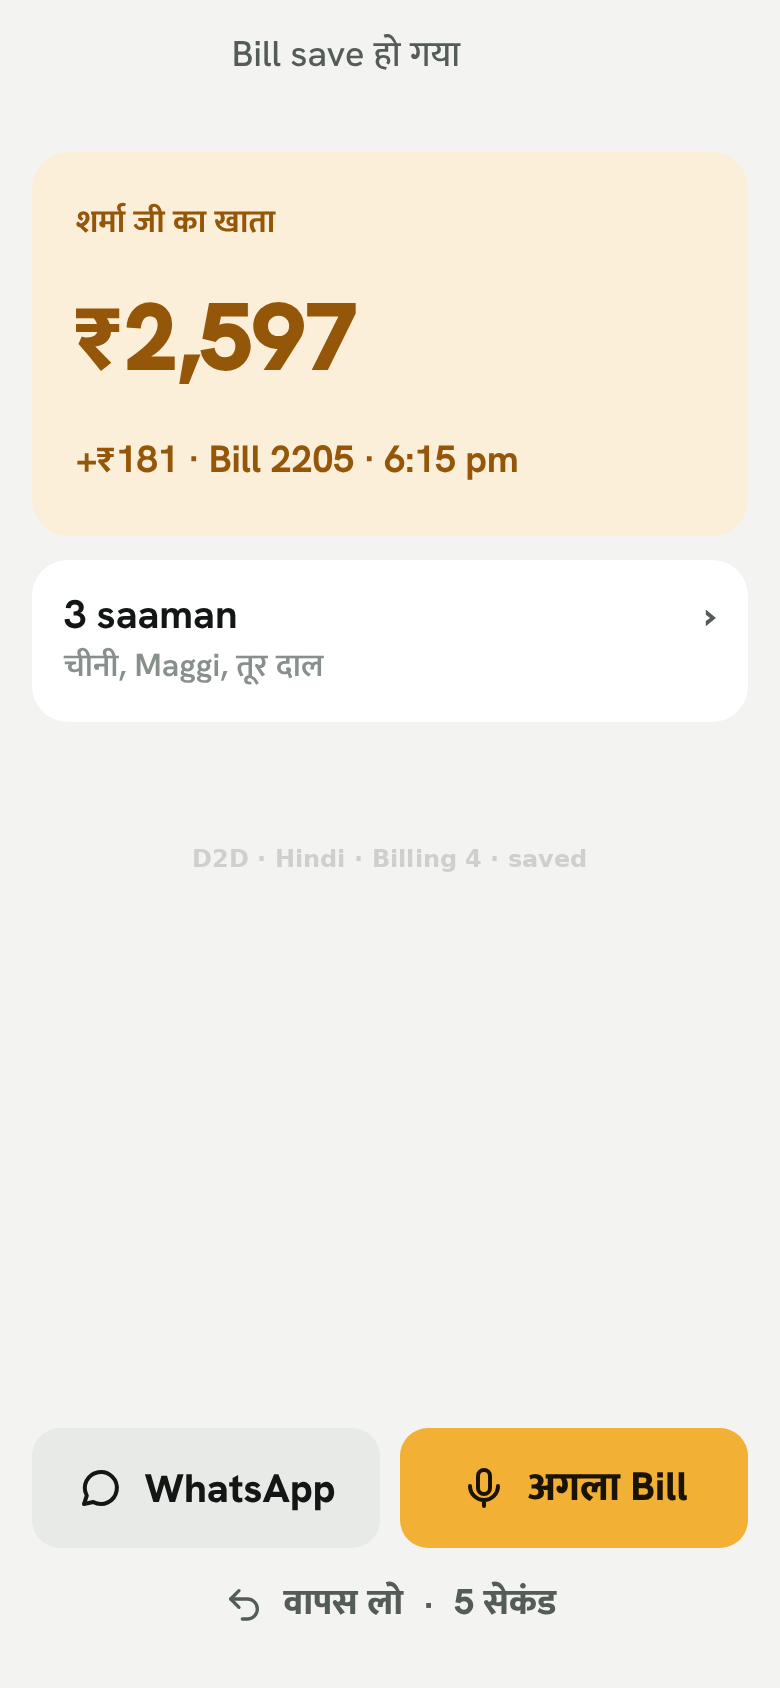 Bill save हो गया
शर्मा जी का खाता
₹2,597
+₹181 · Bill 2205 · 6:15 pm
3 saaman
चीनी, Maggi, तूर दाल
D2D · Hindi · Billing 4 · saved
WhatsApp
अगला Bill
वापस लो · 5 सेकंड